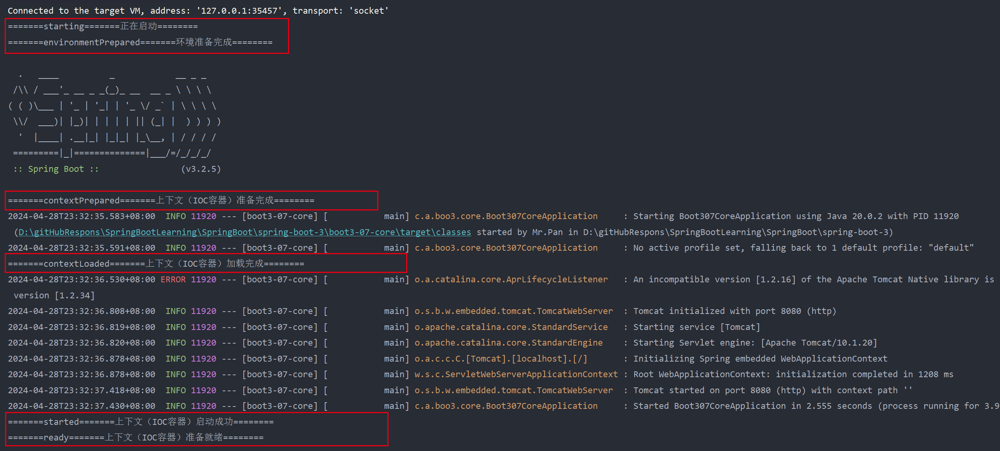 Connected to the target VM, address: '127.0.0.1:35457', transport: 'socket'
=======starting=======正在启动========
=======environmentPrepared=======环境准备完成========
  .   ____          _            __ _ _
 /\\ / ___'_ __ _ _(_)_ __  __ _ \ \ \ \
( ( )\___ | '_ | '_| | '_ \/ _` | \ \ \ \
 \\/  ___)| |_)| | | | | || (_| |  ) ) ) )
  '  |____| .__|_| |_|_| |_\__, | / / / /
 =========|_|==============|___/=/_/_/_/
 :: Spring Boot ::                (v3.2.5)
=======contextPrepared=======上下文（IOC容器）准备完成========
2024-04-28T23:32:35.583+08:00  INFO 11920 --- [boot3-07-core] [           main] c.a.boo3.core.Boot307CoreApplication     : Starting Boot307CoreApplication using Java 20.0.2 with PID 11920
 (D:\gitHubRespons\SpringBootLearning\SpringBoot\spring-boot-3\boot3-07-core\target\classes started by Mr.Pan in D:\gitHubRespons\SpringBootLearning\SpringBoot\spring-boot-3)
2024-04-28T23:32:35.591+08:00  INFO 11920 --- [boot3-07-core] [           main] c.a.boo3.core.Boot307CoreApplication     : No active profile set, falling back to 1 default profile: "default"
=======contextLoaded=======上下文（IOC容器）加载完成========
2024-04-28T23:32:36.530+08:00 ERROR 11920 --- [boot3-07-core] [           main] o.a.catalina.core.AprLifecycleListener   : An incompatible version [1.2.16] of the Apache Tomcat Native library is
 version [1.2.34]
2024-04-28T23:32:36.808+08:00  INFO 11920 --- [boot3-07-core] [           main] o.s.b.w.embedded.tomcat.TomcatWebServer  : Tomcat initialized with port 8080 (http)
2024-04-28T23:32:36.819+08:00  INFO 11920 --- [boot3-07-core] [           main] o.apache.catalina.core.StandardService   : Starting service [Tomcat]
2024-04-28T23:32:36.820+08:00  INFO 11920 --- [boot3-07-core] [           main] o.apache.catalina.core.StandardEngine    : Starting Servlet engine: [Apache Tomcat/10.1.20]
2024-04-28T23:32:36.878+08:00  INFO 11920 --- [boot3-07-core] [           main] o.a.c.c.C.[Tomcat].[localhost].[/]       : Initializing Spring embedded WebApplicationContext
2024-04-28T23:32:36.878+08:00  INFO 11920 --- [boot3-07-core] [           main] w.s.c.ServletWebServerApplicationContext : Root WebApplicationContext: initialization completed in 1208 ms
2024-04-28T23:32:37.418+08:00  INFO 11920 --- [boot3-07-core] [           main] o.s.b.w.embedded.tomcat.TomcatWebServer  : Tomcat started on port 8080 (http) with context path ''
2024-04-28T23:32:37.430+08:00  INFO 11920 --- [boot3-07-core] [           main] c.a.boo3.core.Boot307CoreApplication     : Started Boot307CoreApplication in 2.555 seconds (process running for 3.9
=======started=======上下文（IOC容器）启动成功========
=======ready=======上下文（IOC容器）准备就绪========